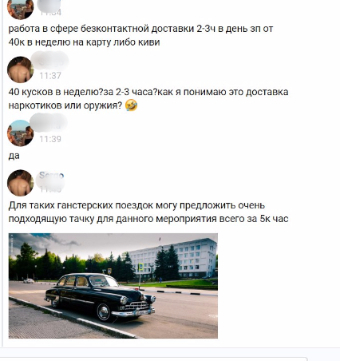 работа в сфере безконтактной доставки 2-3ч в день зп от
40к в неделю на карту либо киви
11:37
40 кусков в неделю?за 2-3 часа?как я понимаю это доставка
наркотиков или оружия? 🤣
11:39
да
Для таких ганстерских поездок могу предложить очень
подходящую тачку для данного мероприятия всего за 5к час